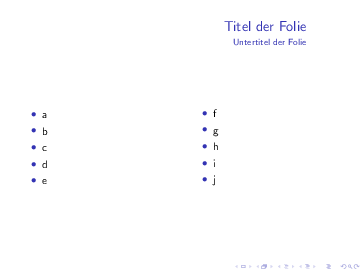 Titel der Folie
Untertitel der Folie
• a
• b
• c
• d
• e
• f
• g
• h
• i
• j